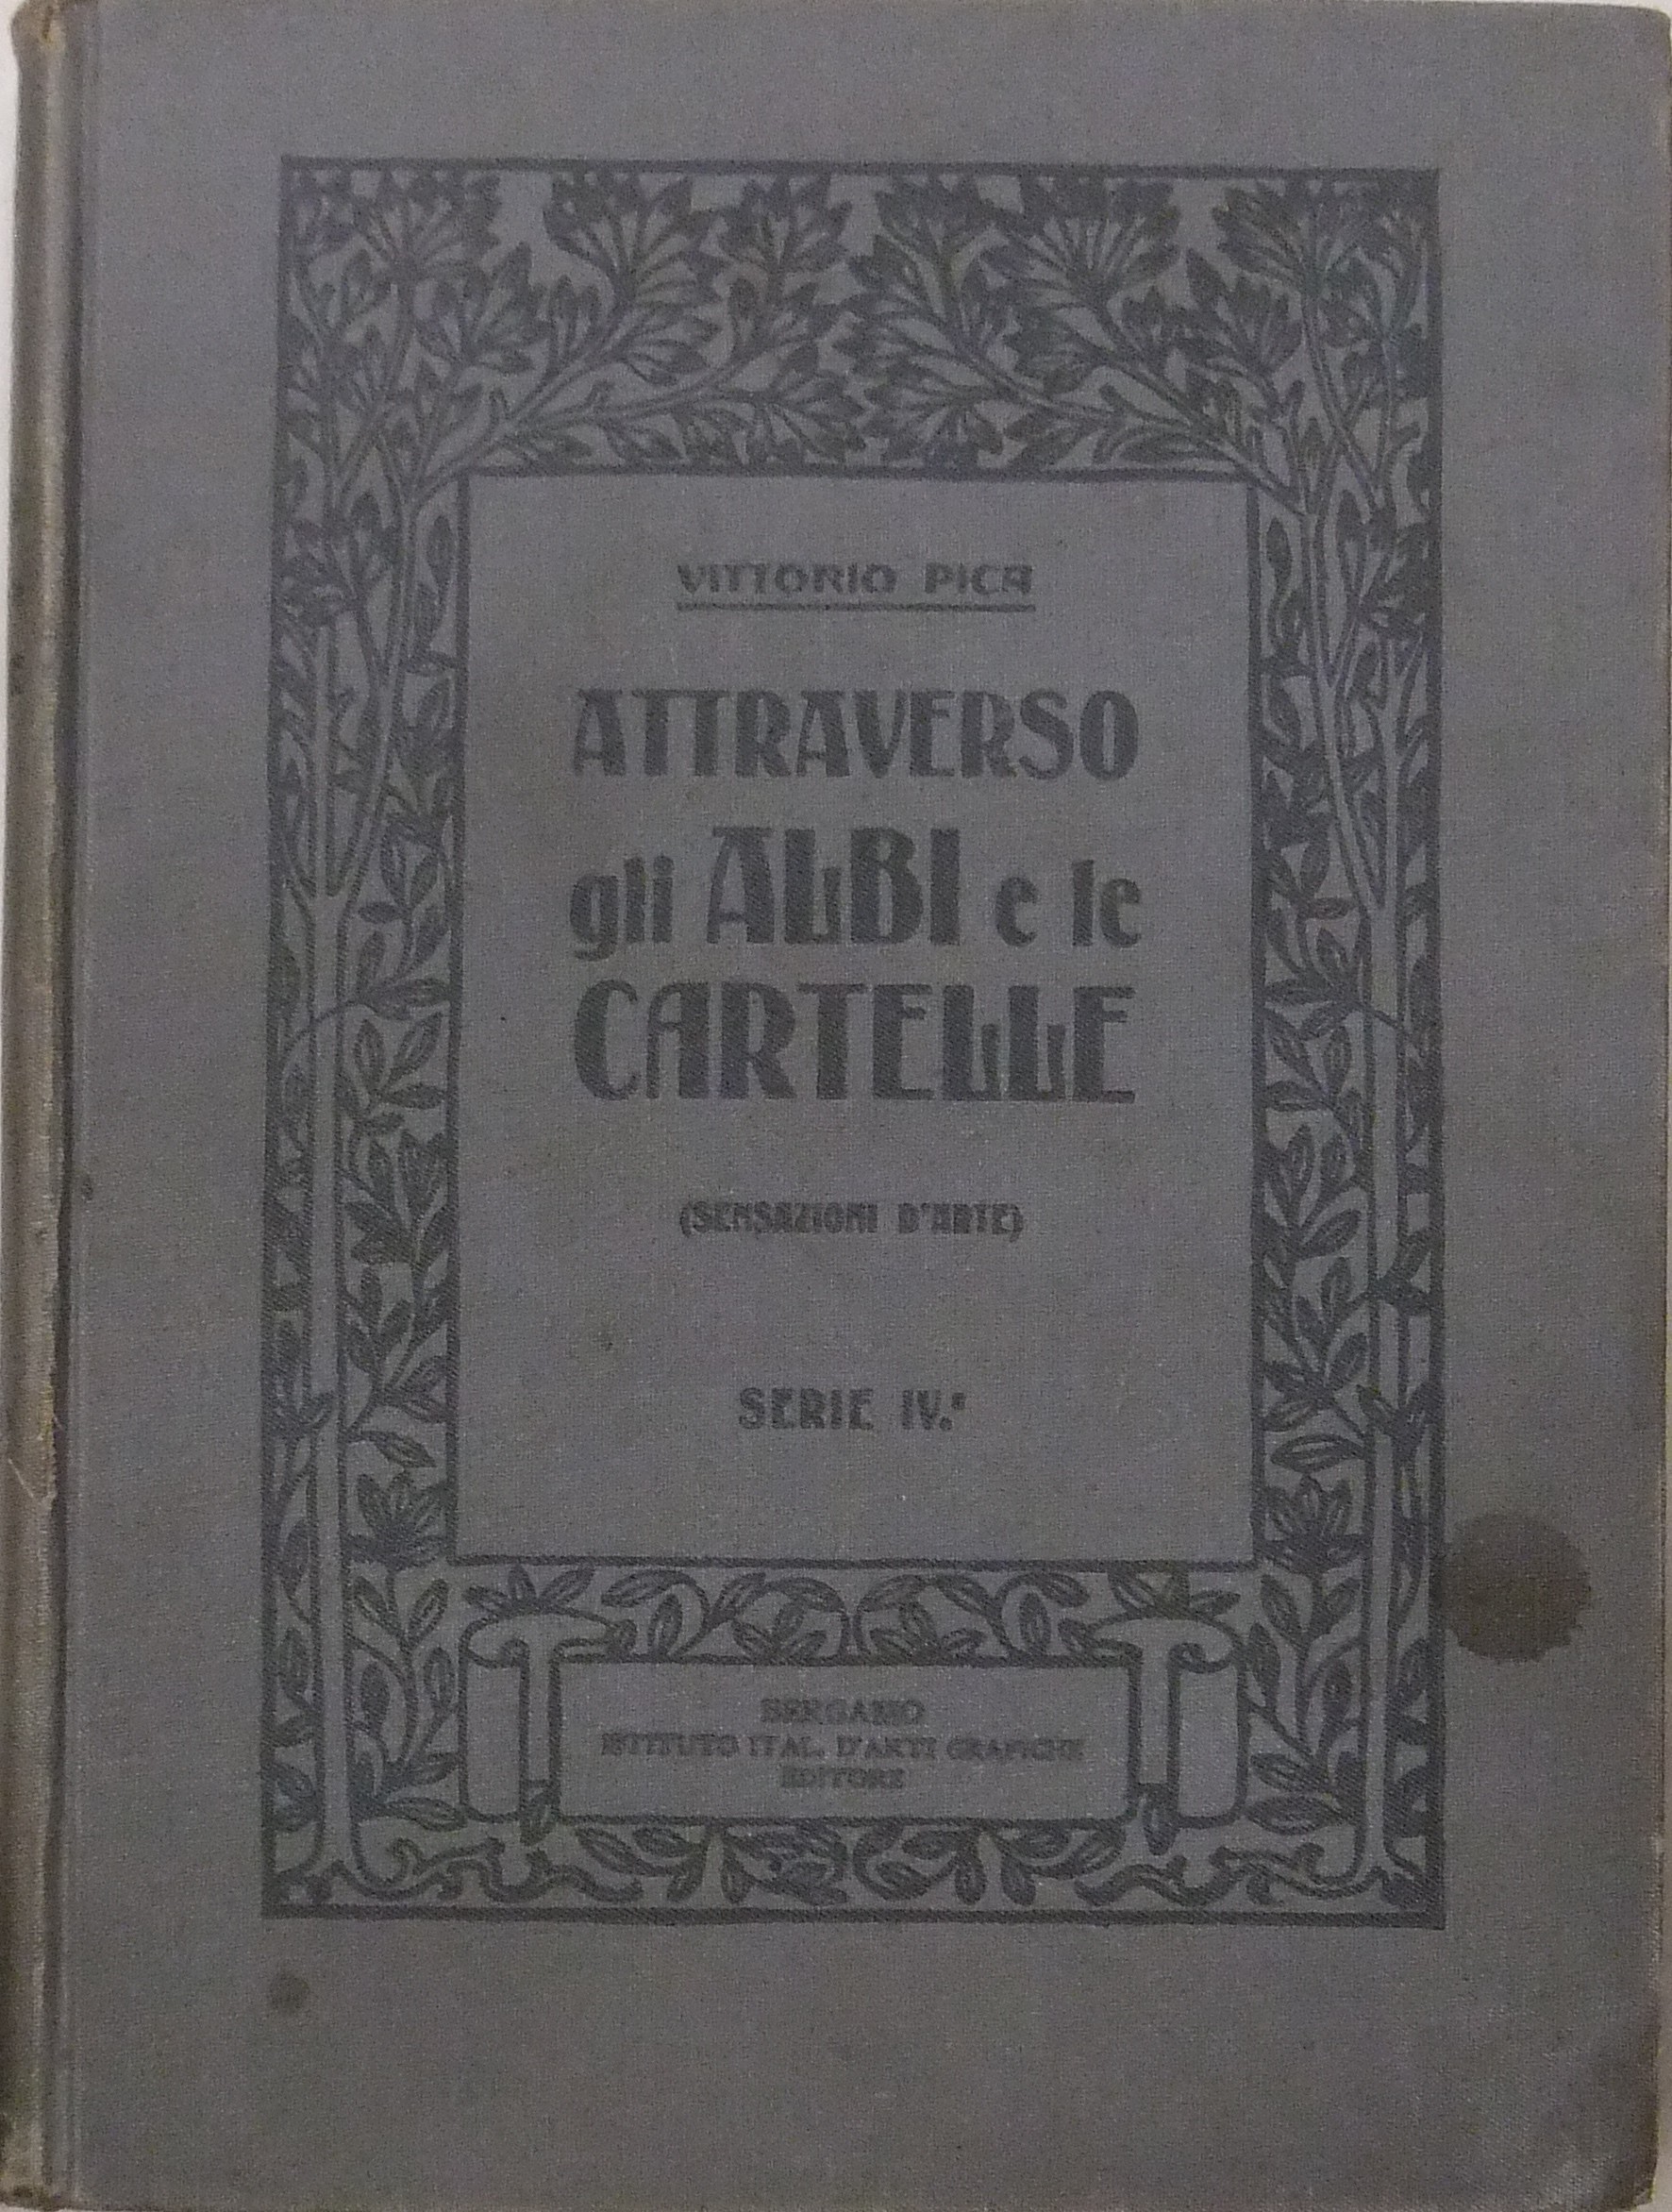 VITTORIO PICA
ATTRAVERSO
gli ALBI e le
CARTELLE
(SENSAZIONI D'ARTE)
SERIE IV.ª
BERGAMO
ISTITUTO ITAL. D'ARTI GRAFICHE
EDITORE